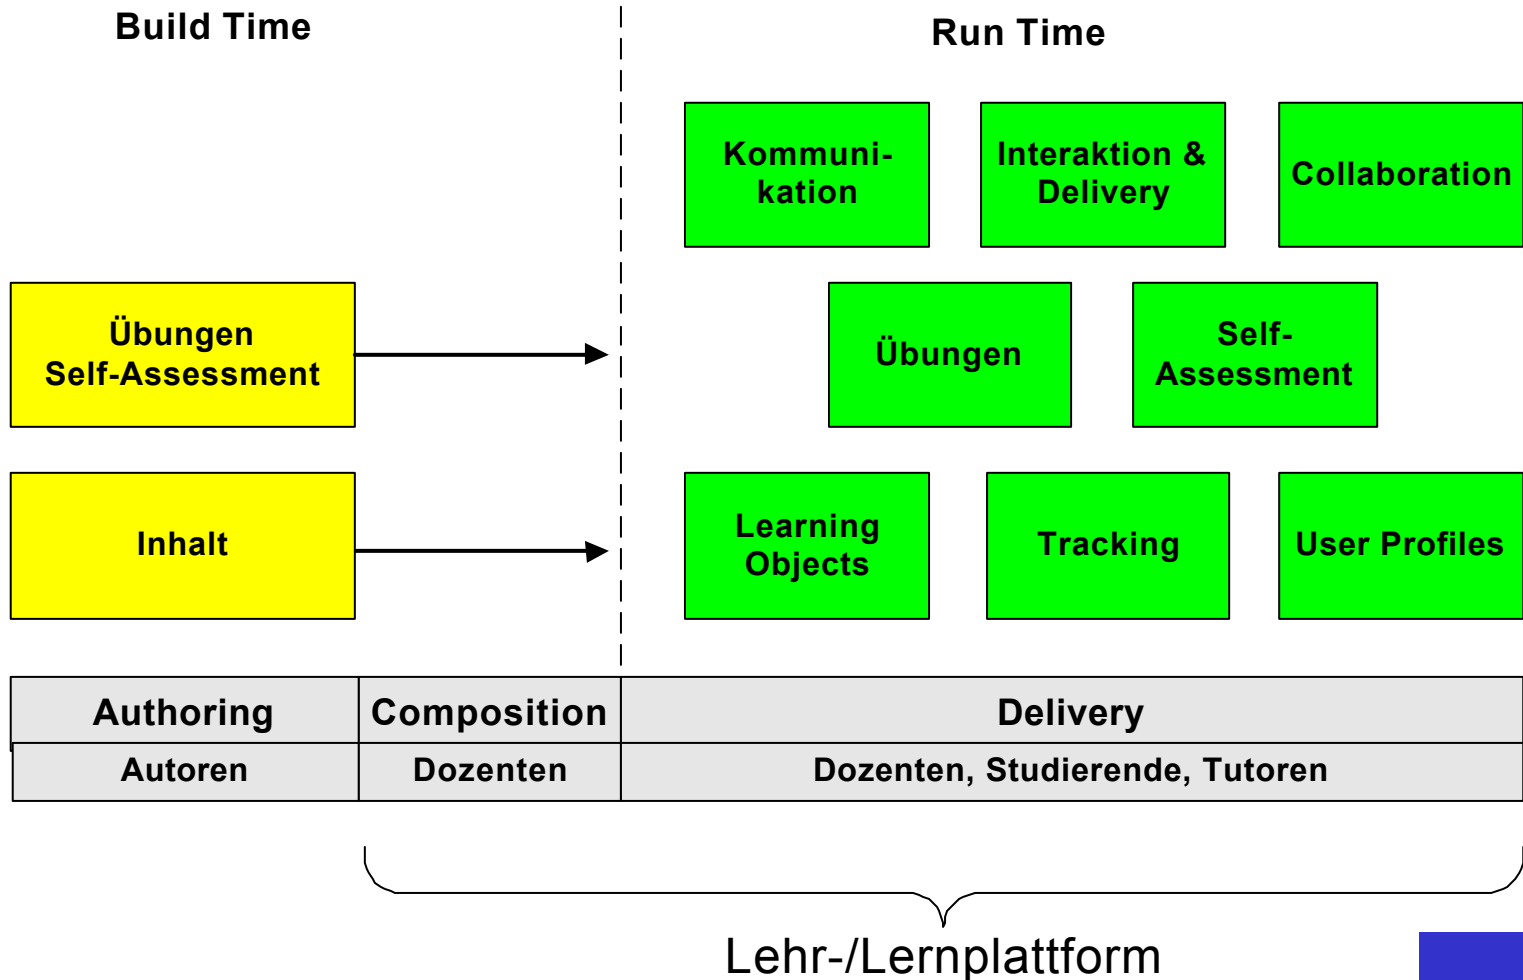 Build Time
Run Time
Kommuni-
kation
Interaktion &
Delivery
Collaboration
Übungen
Self-Assessment
Übungen
Self-
Assessment
Inhalt
Learning
Objects
Tracking
User Profiles
Authoring
Composition
Delivery
Autoren
Dozenten
Dozenten, Studierende, Tutoren
Lehr-/Lernplattform